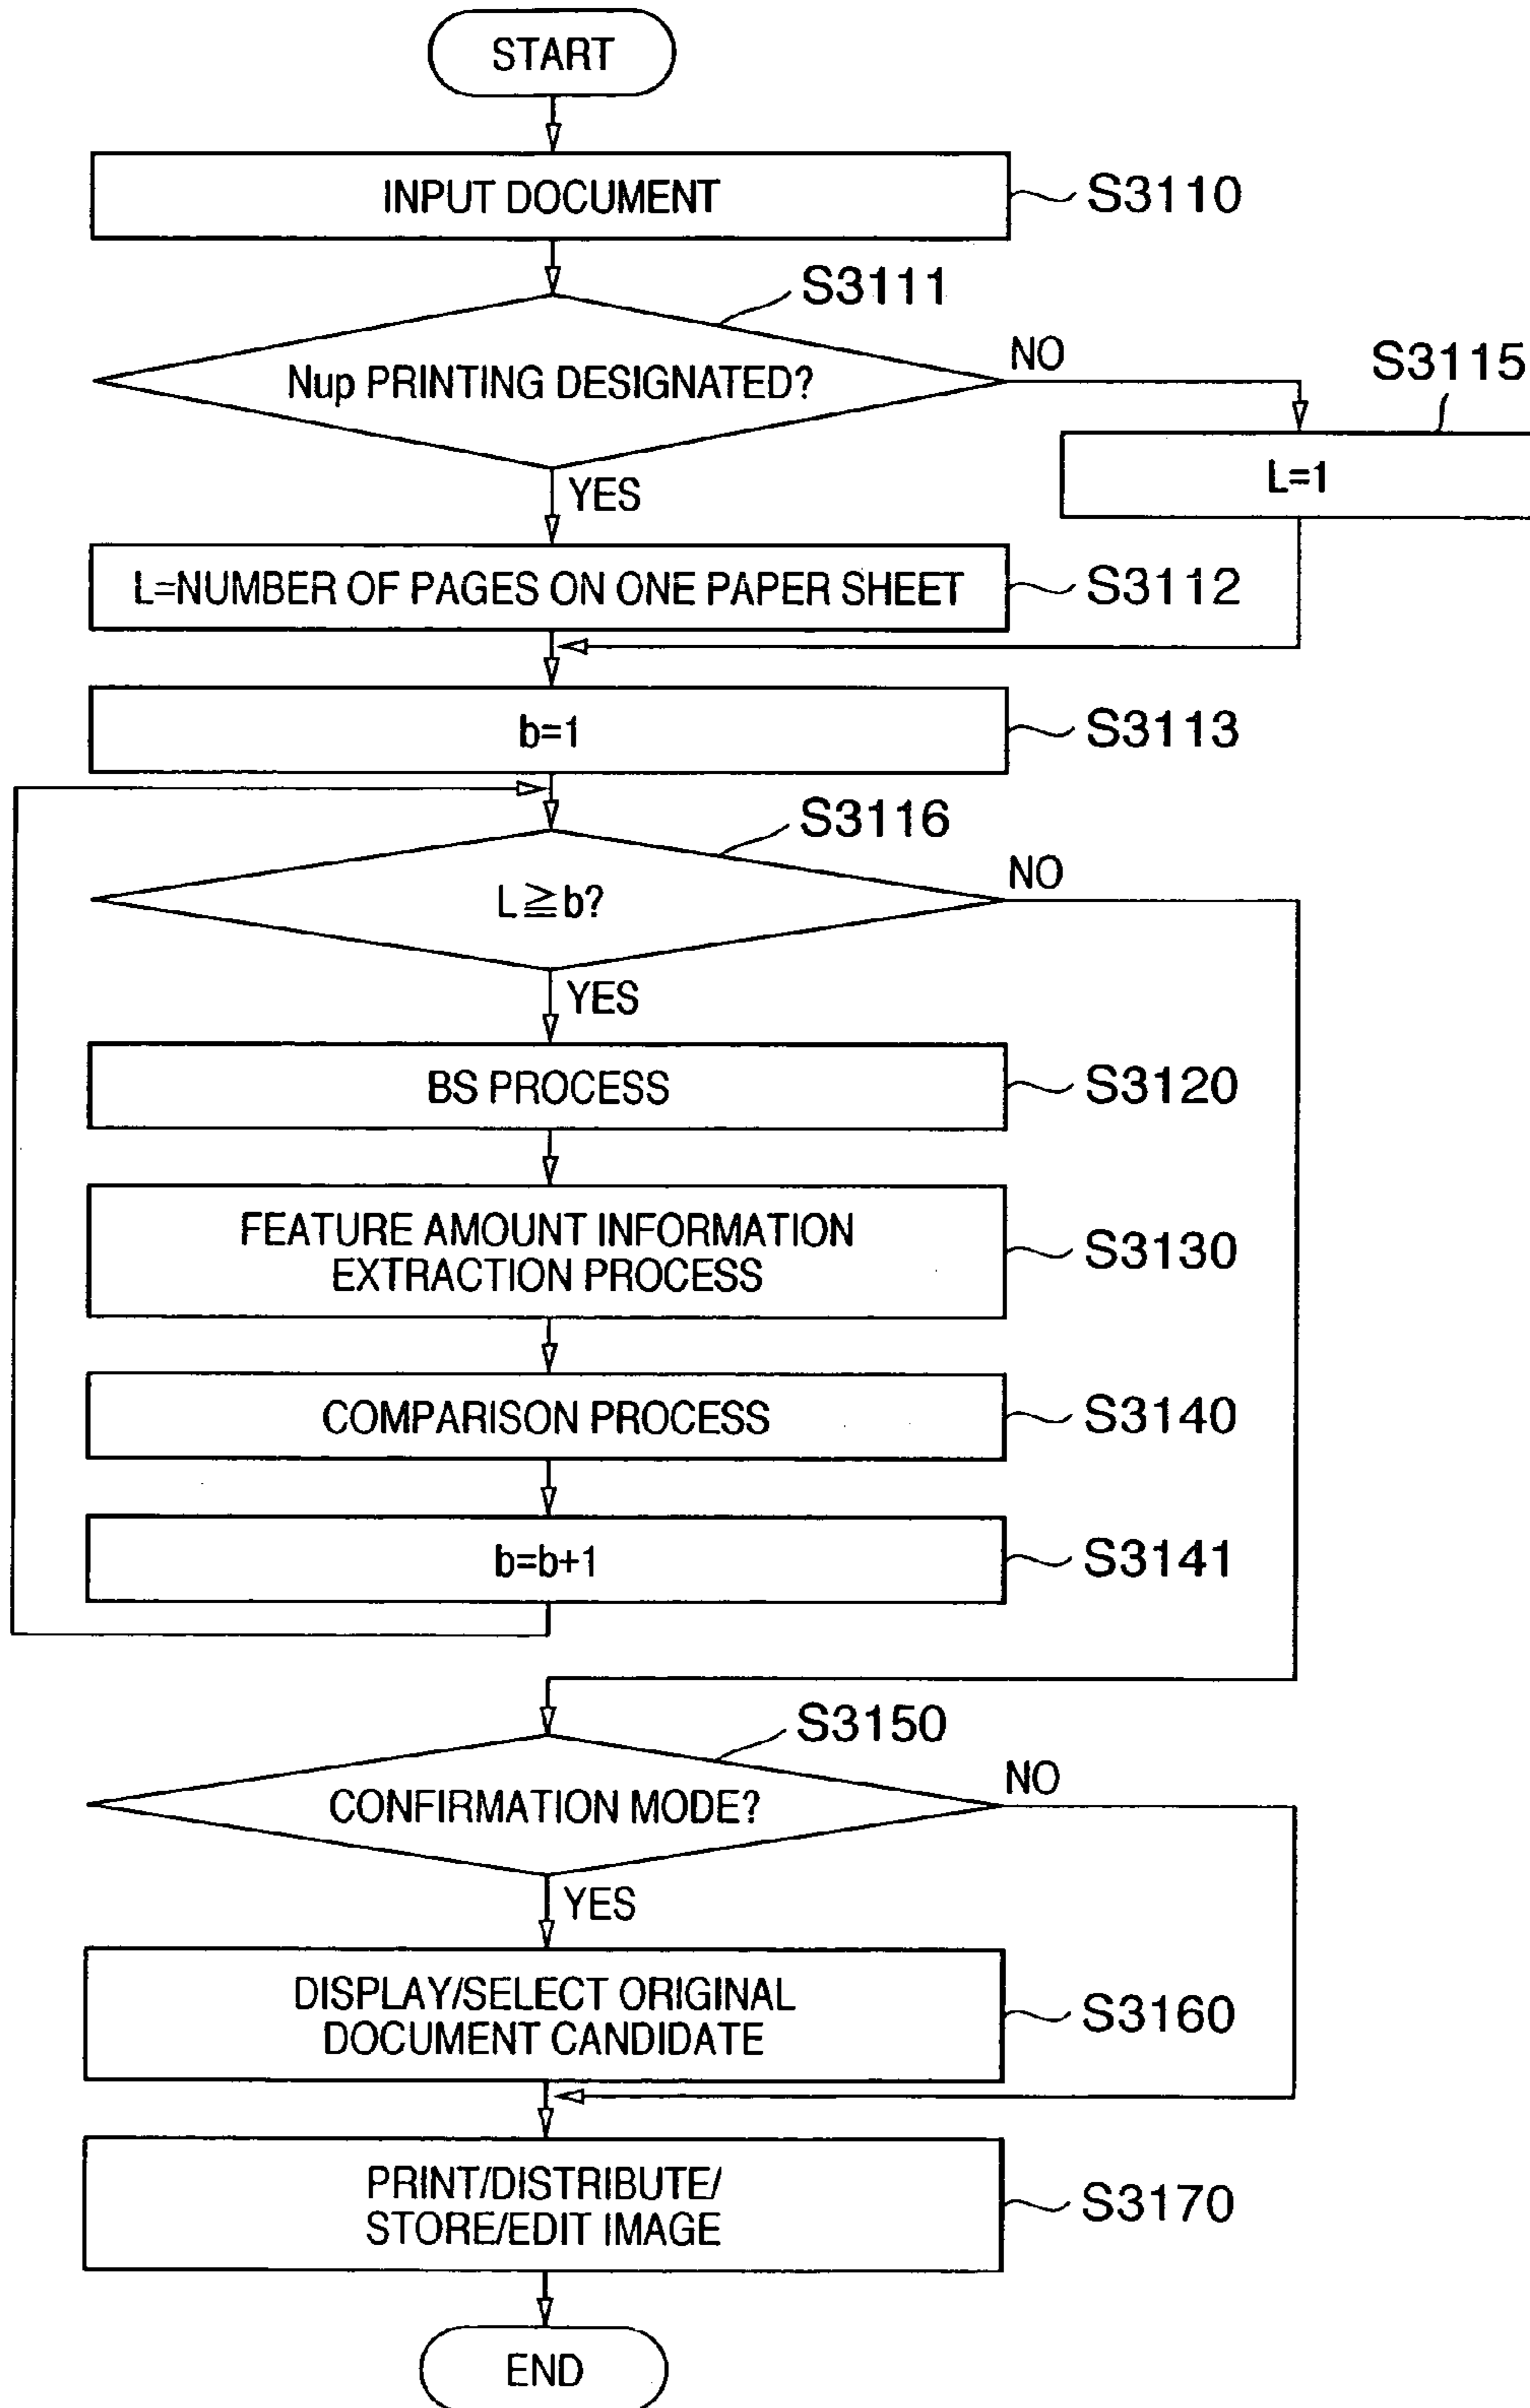 START
INPUT DOCUMENT
S3110
S3111
Nup PRINTING DESIGNATED?
NO
S3115
L=1
YES
L=NUMBER OF PAGES ON ONE PAPER SHEET
S3112
b=1
S3113
S3116
L≧b?
NO
YES
BS PROCESS
S3120
FEATURE AMOUNT INFORMATION
EXTRACTION PROCESS
S3130
COMPARISON PROCESS
S3140
b=b+1
S3141
S3150
CONFIRMATION MODE?
NO
YES
DISPLAY/SELECT ORIGINAL
DOCUMENT CANDIDATE
S3160
PRINT/DISTRIBUTE/
STORE/EDIT IMAGE
S3170
END